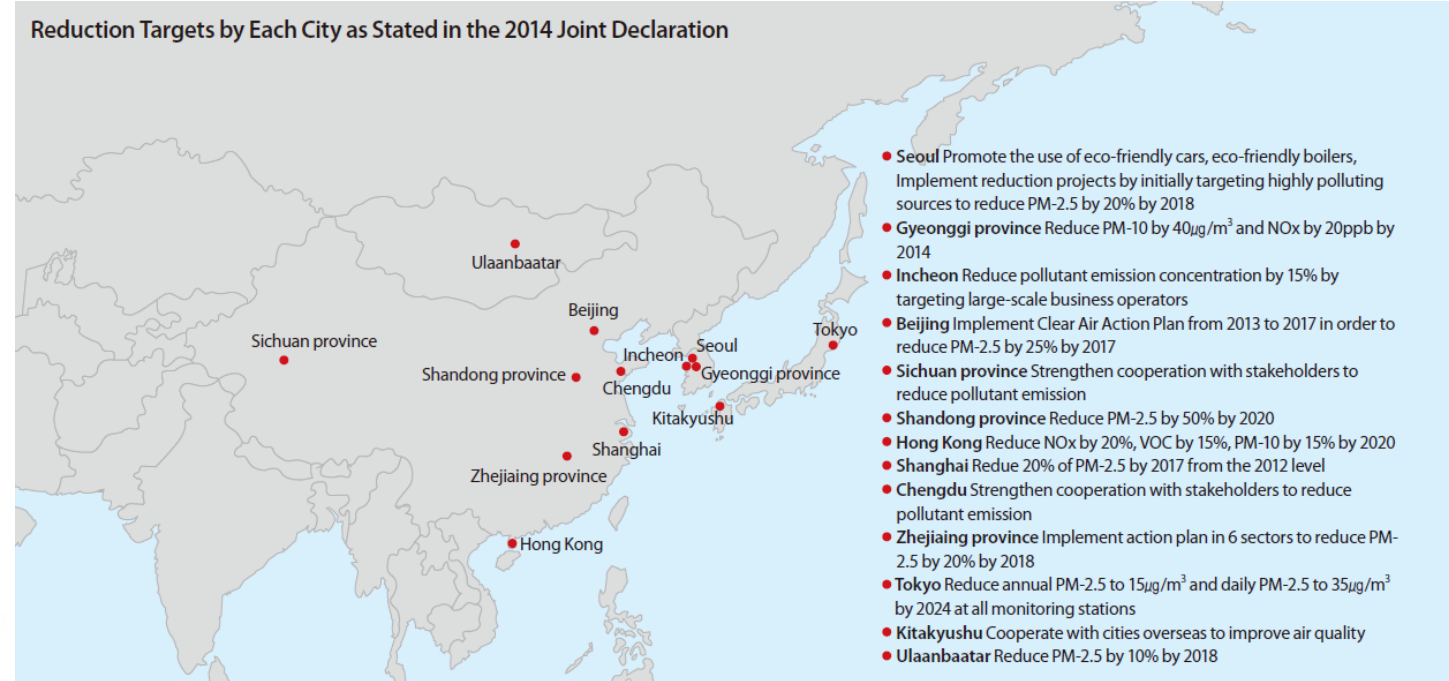 Reduction Targets by Each City as Stated in the 2014 Joint Declaration
Ulaanbaatar
Beijing
Sichuan province
Shandong province
Chengdu
Incheon
Seoul
Gyeonggi province
Tokyo
Kitakyushu
Shanghai
Zhejiaing province
Hong Kong
● Seoul Promote the use of eco-friendly cars, eco-friendly boilers,
Implement reduction projects by initially targeting highly polluting
sources to reduce PM-2.5 by 20% by 2018
● Gyeonggi province Reduce PM-10 by 40㎍/m³ and NOx by 20ppb by
2014
● Incheon Reduce pollutant emission concentration by 15% by
targeting large-scale business operators
● Beijing Implement Clear Air Action Plan from 2013 to 2017 in order to
reduce PM-2.5 by 25% by 2017
● Sichuan province Strengthen cooperation with stakeholders to
reduce pollutant emission
● Shandong province Reduce PM-2.5 by 50% by 2020
● Hong Kong Reduce NOx by 20%, VOC by 15%, PM-10 by 15% by 2020
● Shanghai Redue 20% of PM-2.5 by 2017 from the 2012 level
● Chengdu Strengthen cooperation with stakeholders to reduce
pollutant emission
● Zhejiaing province Implement action plan in 6 sectors to reduce PM-
2.5 by 20% by 2018
● Tokyo Reduce annual PM-2.5 to 15㎍/m³ and daily PM-2.5 to 35㎍/m³
by 2024 at all monitoring stations
● Kitakyushu Cooperate with cities overseas to improve air quality
● Ulaanbaatar Reduce PM-2.5 by 10% by 2018